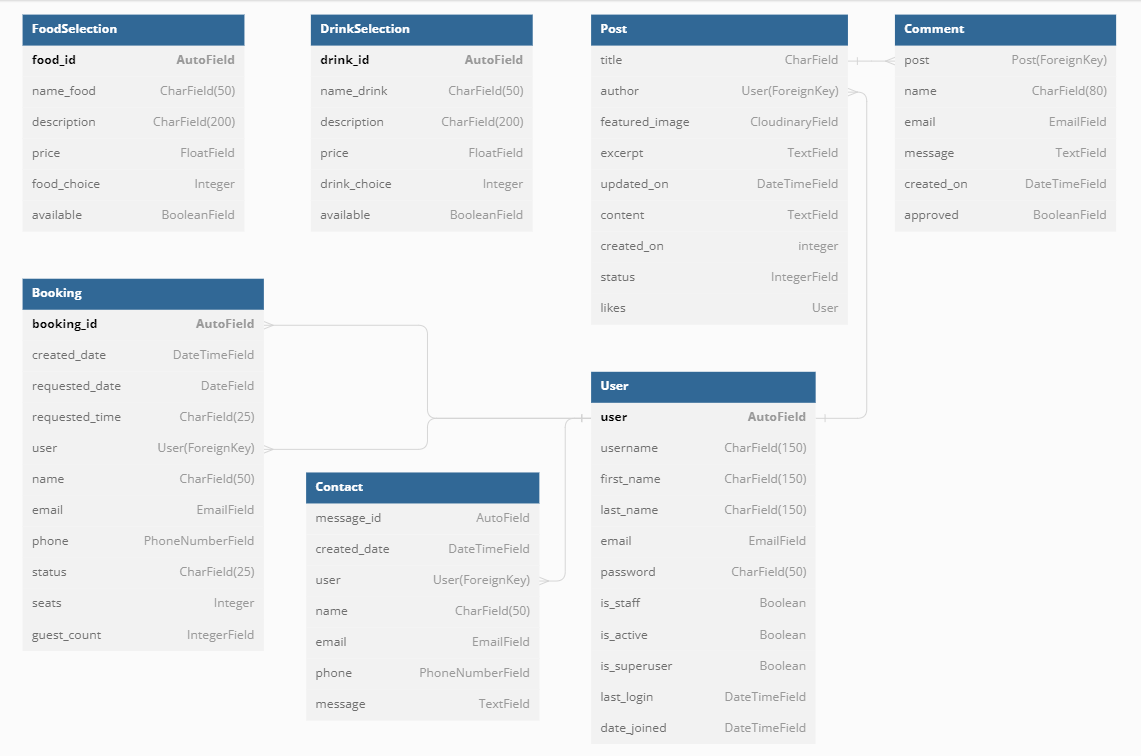 FoodSelection
food_id AutoField
name_food CharField(50)
description CharField(200)
price FloatField
food_choice Integer
available BooleanField
DrinkSelection
drink_id AutoField
name_drink CharField(50)
description CharField(200)
price FloatField
drink_choice Integer
available BooleanField
Post
title CharField
author User(ForeignKey)
featured_image CloudinaryField
excerpt TextField
updated_on DateTimeField
content TextField
created_on integer
status IntegerField
likes User
Comment
post Post(ForeignKey)
name CharField(80)
email EmailField
message TextField
created_on DateTimeField
approved BooleanField
Booking
booking_id AutoField
created_date DateTimeField
requested_date DateField
requested_time CharField(25)
user User(ForeignKey)
name CharField(50)
email EmailField
phone PhoneNumberField
status CharField(25)
seats Integer
guest_count IntegerField
Contact
message_id AutoField
created_date DateTimeField
user User(ForeignKey)
name CharField(50)
email EmailField
phone PhoneNumberField
message TextField
User
user AutoField
username CharField(150)
first_name CharField(150)
last_name CharField(150)
email EmailField
password CharField(50)
is_staff Boolean
is_active Boolean
is_superuser Boolean
last_login DateTimeField
date_joined DateTimeField